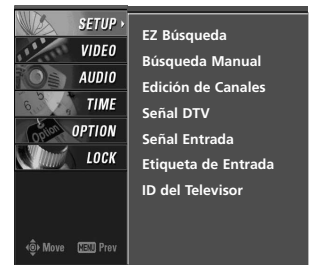 SETUP
VIDEO
AUDIO
TIME
OPTION
LOCK
Move MENU Prev
EZ Búsqueda
Búsqueda Manual
Edición de Canales
Señal DTV
Señal Entrada
Etiqueta de Entrada
ID del Televisor